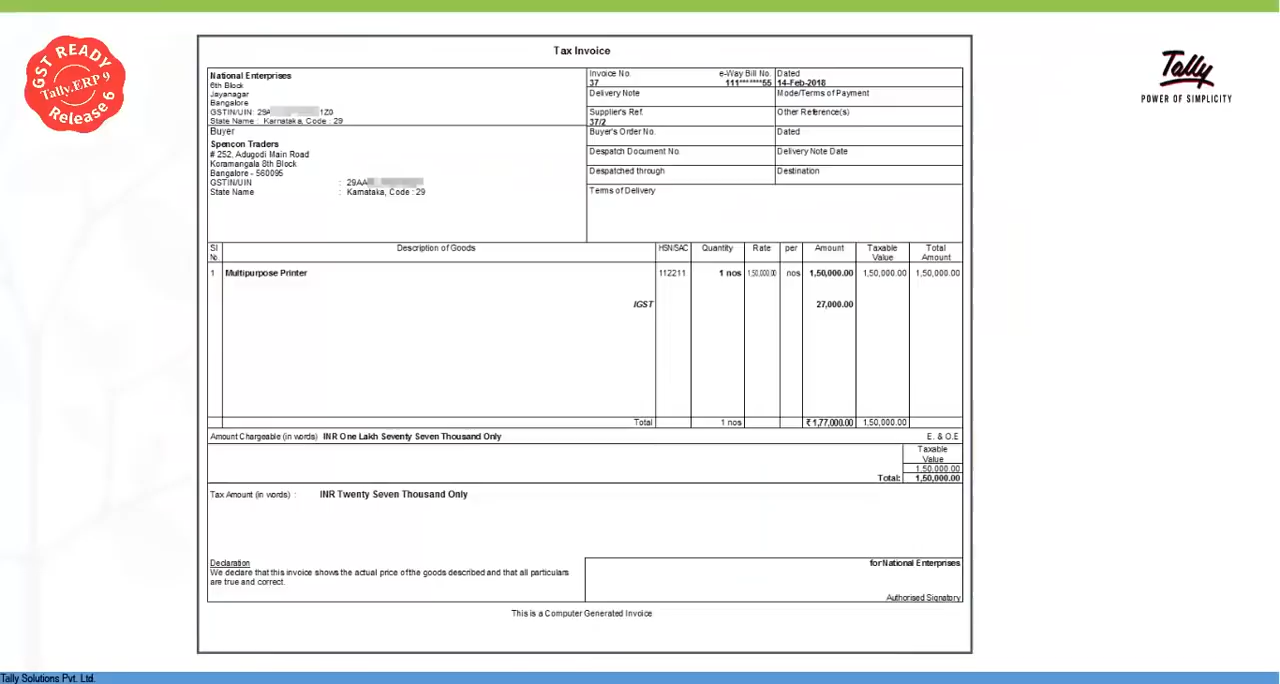 GST READY
Tally.ERP 9
Release 6
Tally
POWER OF SIMPLICITY
Tax Invoice
National Enterprises
6th Block
Jayanagar
Bangalore
GSTIN/UIN: 29A 1Z0
State Name : Karnataka, Code : 29
Invoice No. e-Way Bill No. Dated
37 111*******65 14-Feb-2018
Delivery Note Mode/Terms of Payment
Supplier's Ref. Other Reference(s)
37/2
Buyer
Spencon Traders
# 252, Adugodi Main Road
Koramangala 8th Block
Bangalore - 560095
GSTIN/UIN : 29AA
State Name : Karnataka, Code : 29
Buyer's Order No. Dated
Despatch Document No. Delivery Note Date
Despatched through Destination
Terms of Delivery
Sl No. Description of Goods HSN/SAC Quantity Rate per Amount Taxable Value Total Amount
1 Multipurpose Printer 112211 1 nos 1,50,000.00 nos 1,50,000.00 1,50,000.00 1,50,000.00
IGST 27,000.00
Total 1 nos ₹ 1,77,000.00 1,50,000.00
Amount Chargeable (in words) INR One Lakh Seventy Seven Thousand Only E. & O.E
Taxable
Value
1,50,000.00
Total: 1,50,000.00
Tax Amount (in words) : INR Twenty Seven Thousand Only
Declaration
We declare that this invoice shows the actual price of the goods described and that all particulars
are true and correct.
for National Enterprises
Authorised Signatory
This is a Computer Generated Invoice
Tally Solutions Pvt. Ltd.